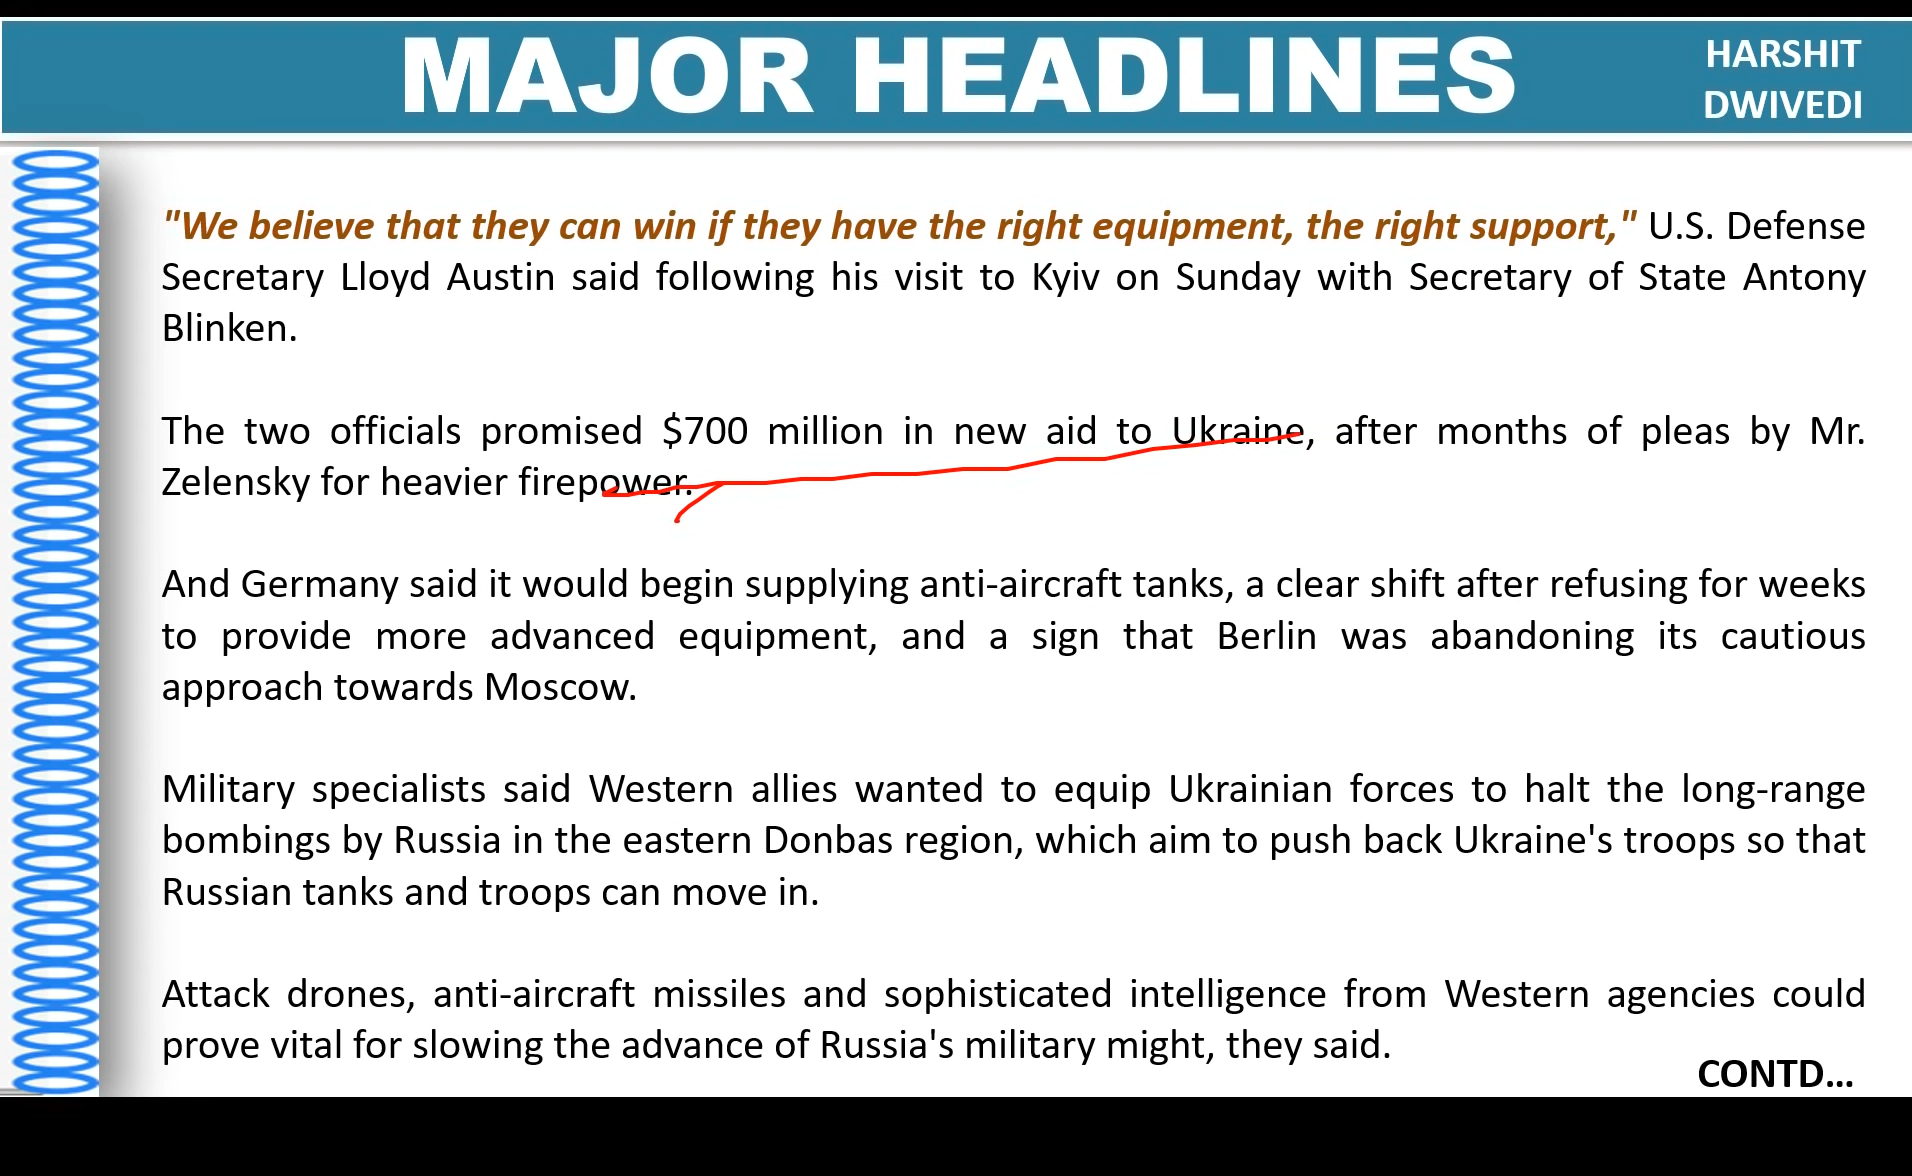 MAJOR HEADLINES
HARSHIT
DWIVEDI
"We believe that they can win if they have the right equipment, the right support," U.S. Defense
Secretary Lloyd Austin said following his visit to Kyiv on Sunday with Secretary of State Antony
Blinken.
The two officials promised $700 million in new aid to Ukraine, after months of pleas by Mr.
Zelensky for heavier firepower.
And Germany said it would begin supplying anti-aircraft tanks, a clear shift after refusing for weeks
to provide more advanced equipment, and a sign that Berlin was abandoning its cautious
approach towards Moscow.
Military specialists said Western allies wanted to equip Ukrainian forces to halt the long-range
bombings by Russia in the eastern Donbas region, which aim to push back Ukraine's troops so that
Russian tanks and troops can move in.
Attack drones, anti-aircraft missiles and sophisticated intelligence from Western agencies could
prove vital for slowing the advance of Russia's military might, they said.
CONTD...